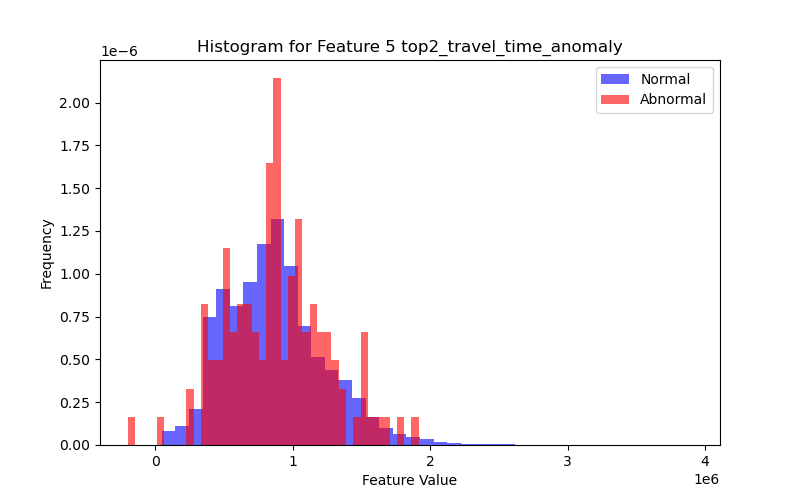 Histogram for Feature 5 top2_travel_time_anomaly
1e−6
Normal
Abnormal
2.00
1.75
1.50
1.25
1.00
0.75
0.50
0.25
0.00
Frequency
0 1 2 3 4
Feature Value
1e6